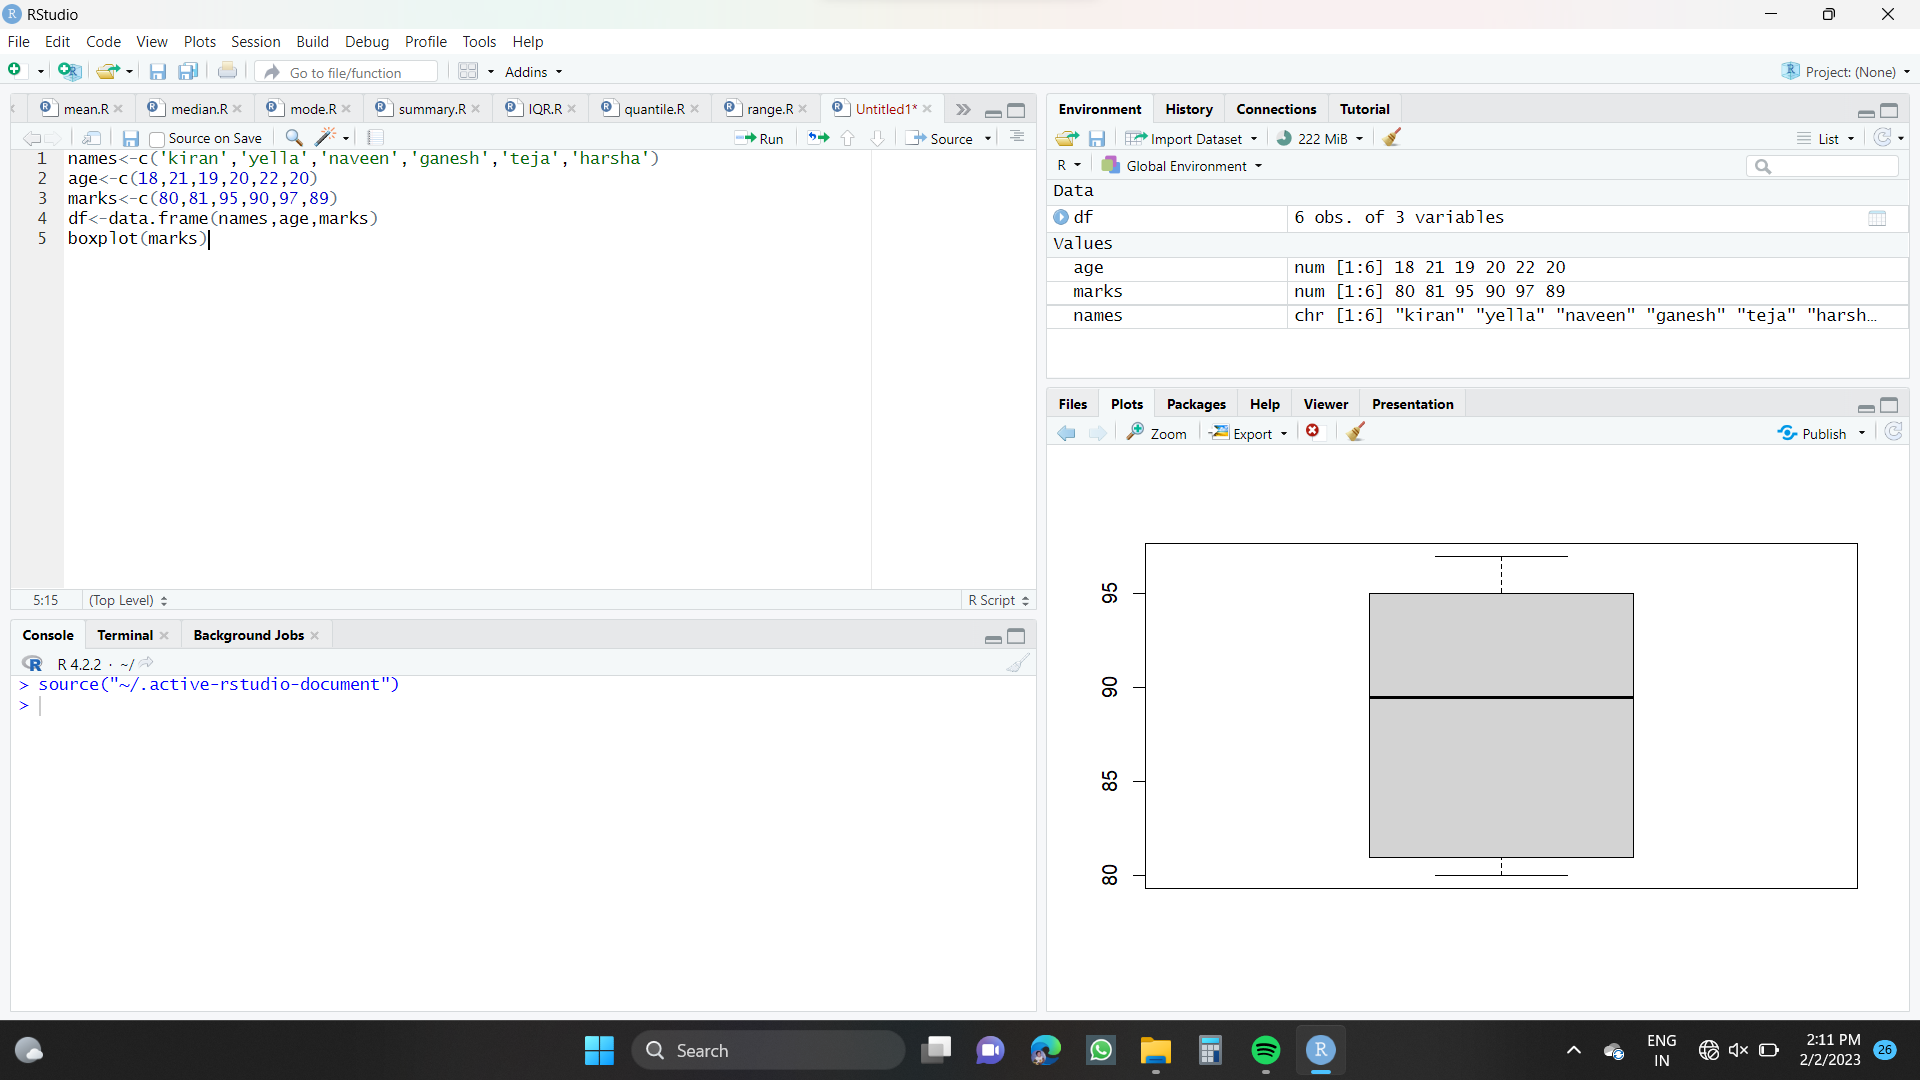 RStudio
File Edit Code View Plots Session Build Debug Profile Tools Help
Go to file/function Addins Project: (None)
mean.R median.R mode.R summary.R IQR.R quantile.R range.R Untitled1*
Source on Save Run Source
1 names<-c('kiran','yella','naveen','ganesh','teja','harsha')
2 age<-c(18,21,19,20,22,20)
3 marks<-c(80,81,95,90,97,89)
4 df<-data.frame(names,age,marks)
5 boxplot(marks)
5:15 (Top Level) R Script
Console Terminal Background Jobs
R 4.2.2 · ~/
> source("~/.active-rstudio-document")
>
Environment History Connections Tutorial
Import Dataset 222 MiB List
R Global Environment
Data
df 6 obs. of 3 variables
Values
age num [1:6] 18 21 19 20 22 20
marks num [1:6] 80 81 95 90 97 89
names chr [1:6] "kiran" "yella" "naveen" "ganesh" "teja" "harsh…
Files Plots Packages Help Viewer Presentation
Zoom Export Publish
95
90
85
80
Search
ENG
IN
2:11 PM
2/2/2023
26